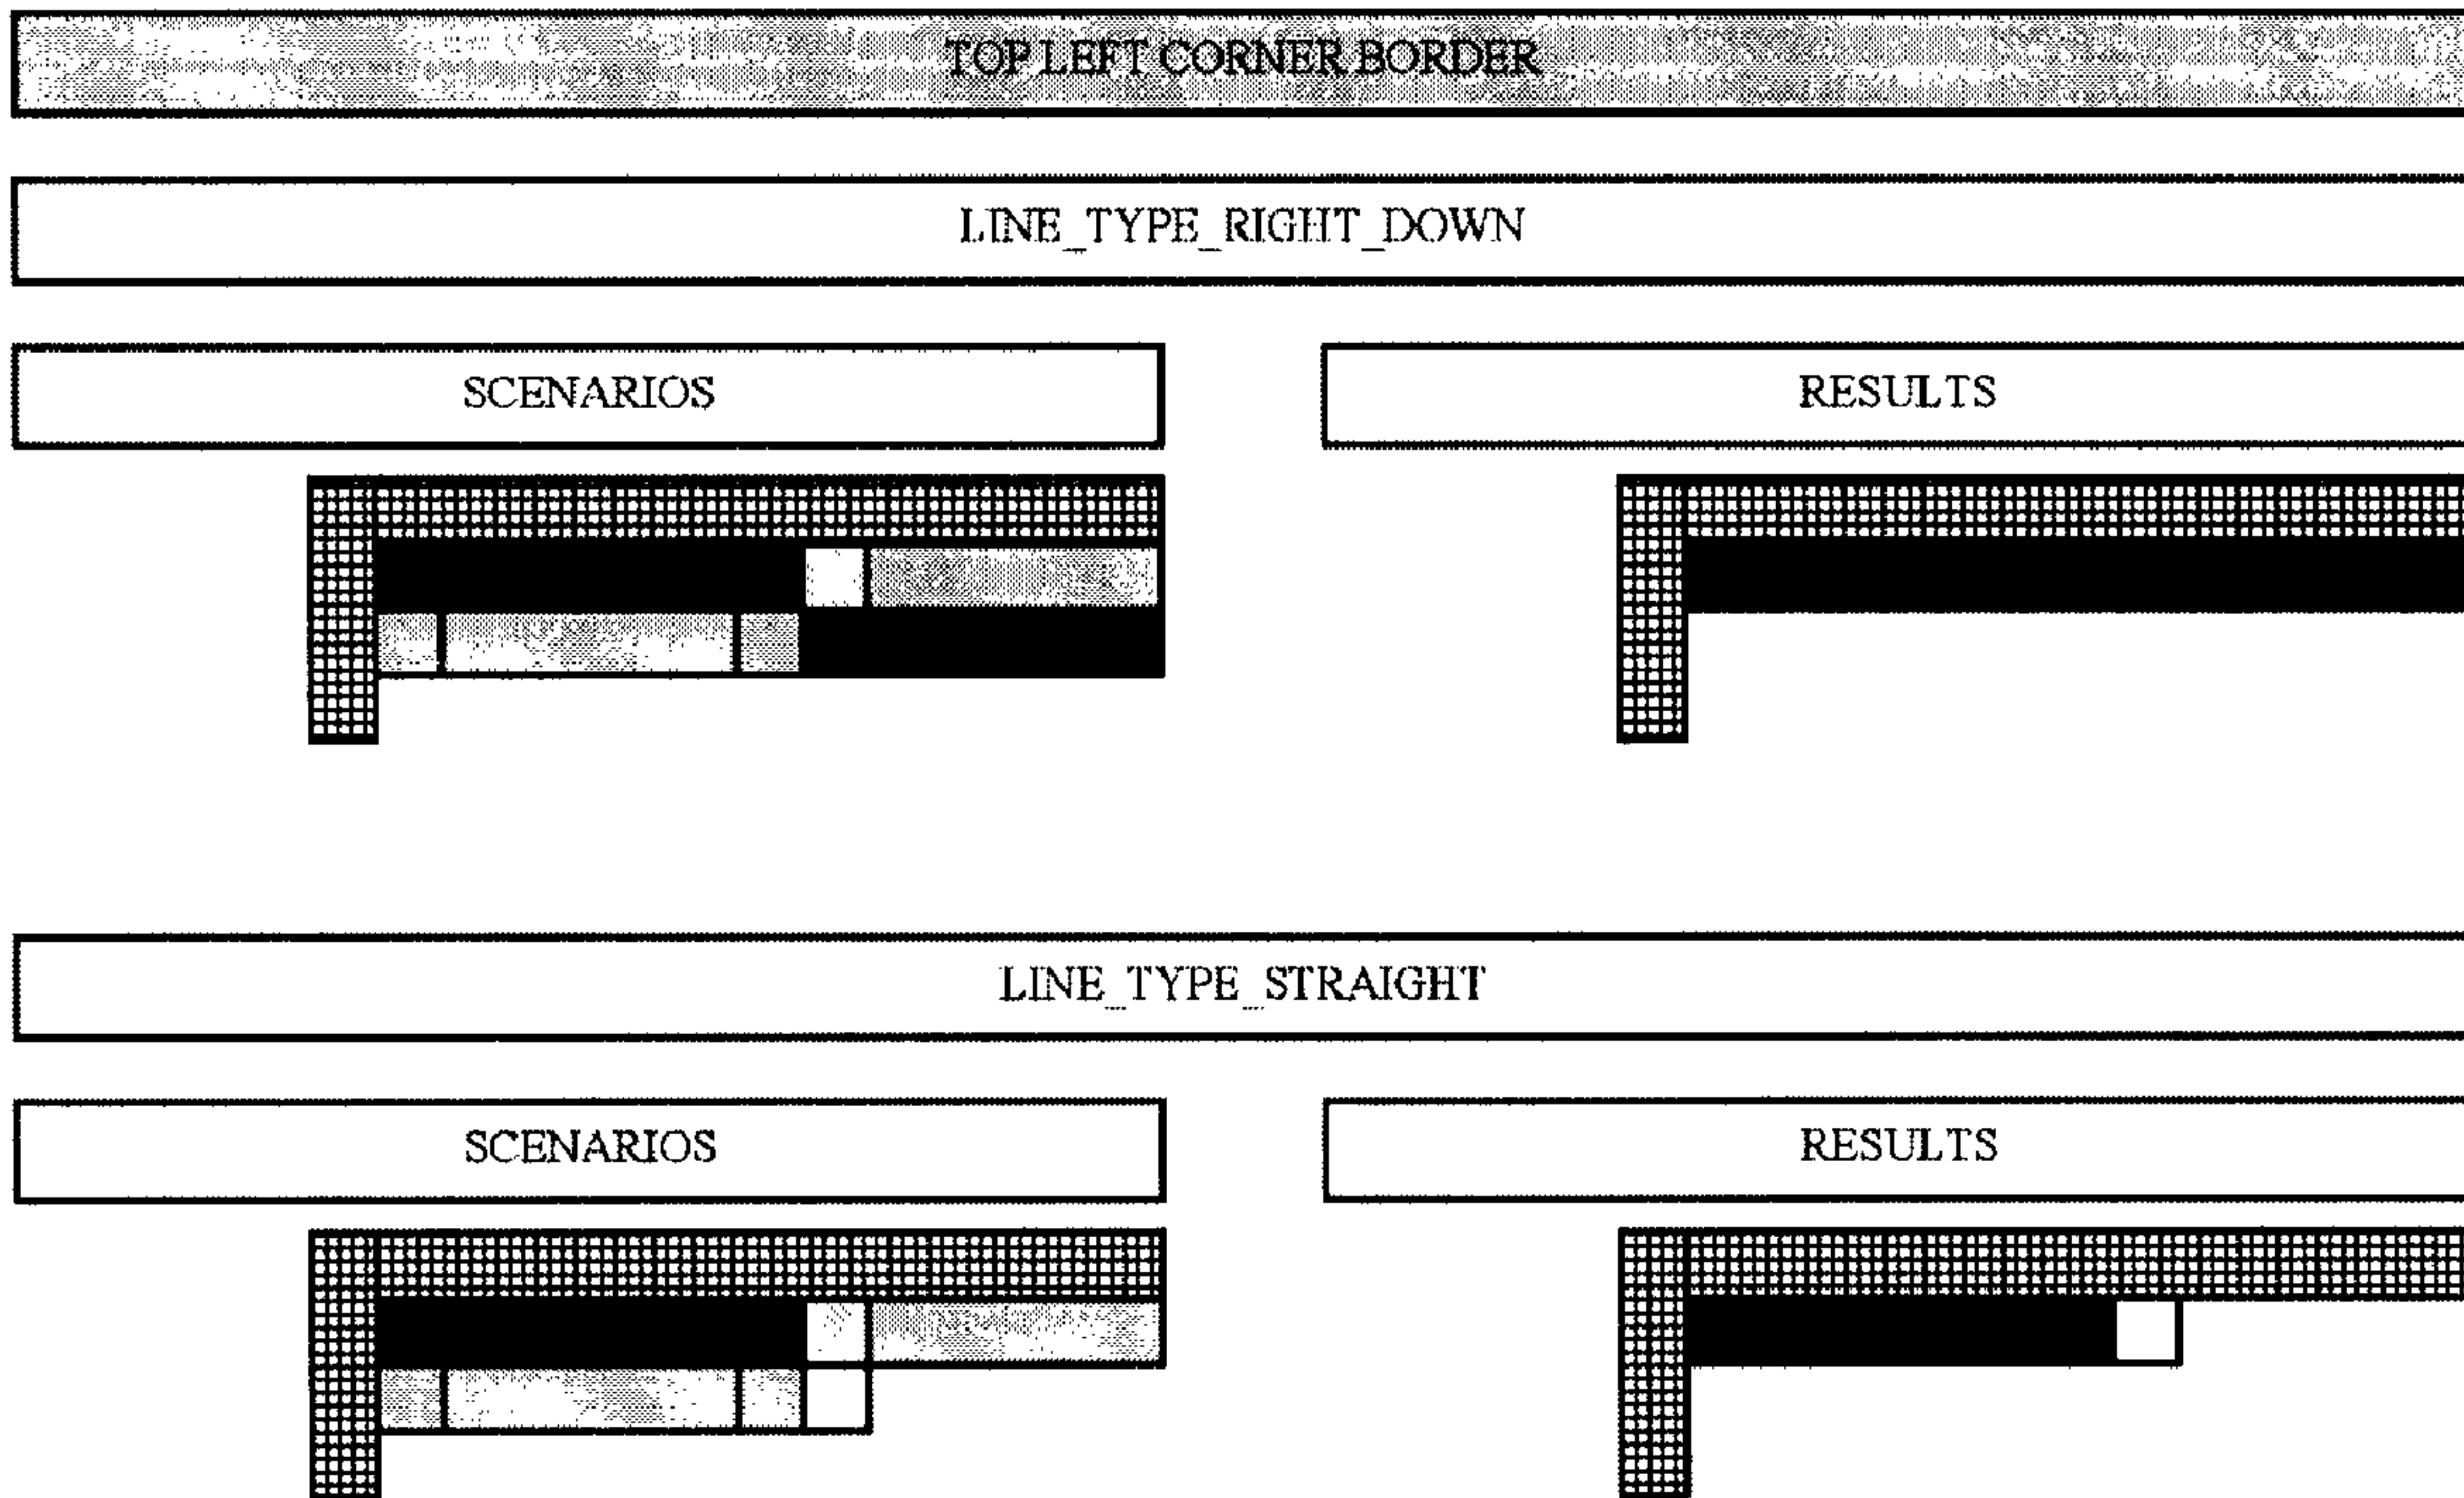 TOP LEFT CORNER BORDER
LINE_TYPE_RIGHT_DOWN
SCENARIOS
RESULTS
LINE_TYPE_STRAIGHT
SCENARIOS
RESULTS